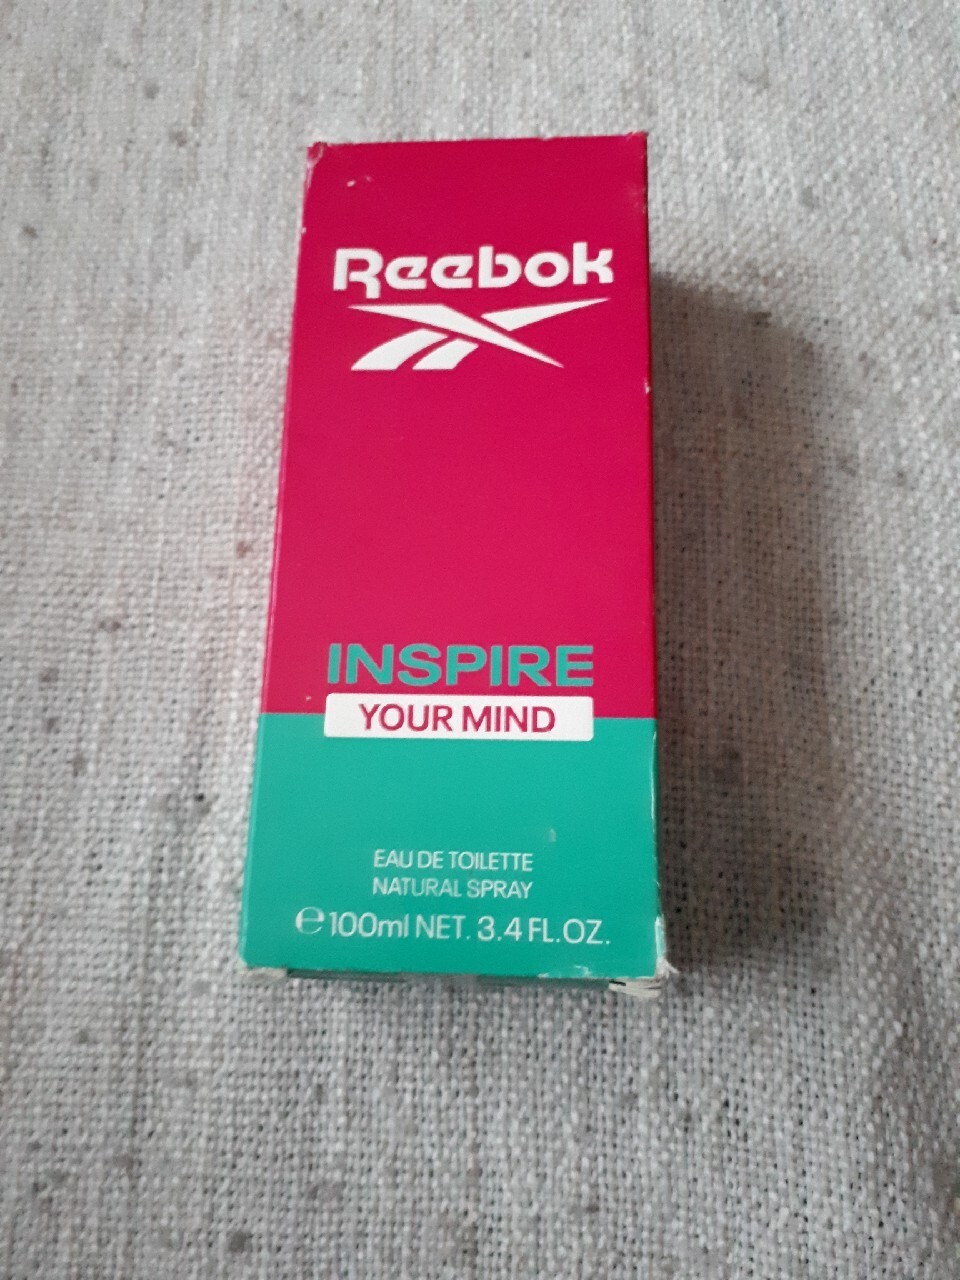 Reebok
INSPIRE
YOUR MIND
EAU DE TOILETTE
NATURAL SPRAY
℮100ml NET. 3.4 FL.OZ.